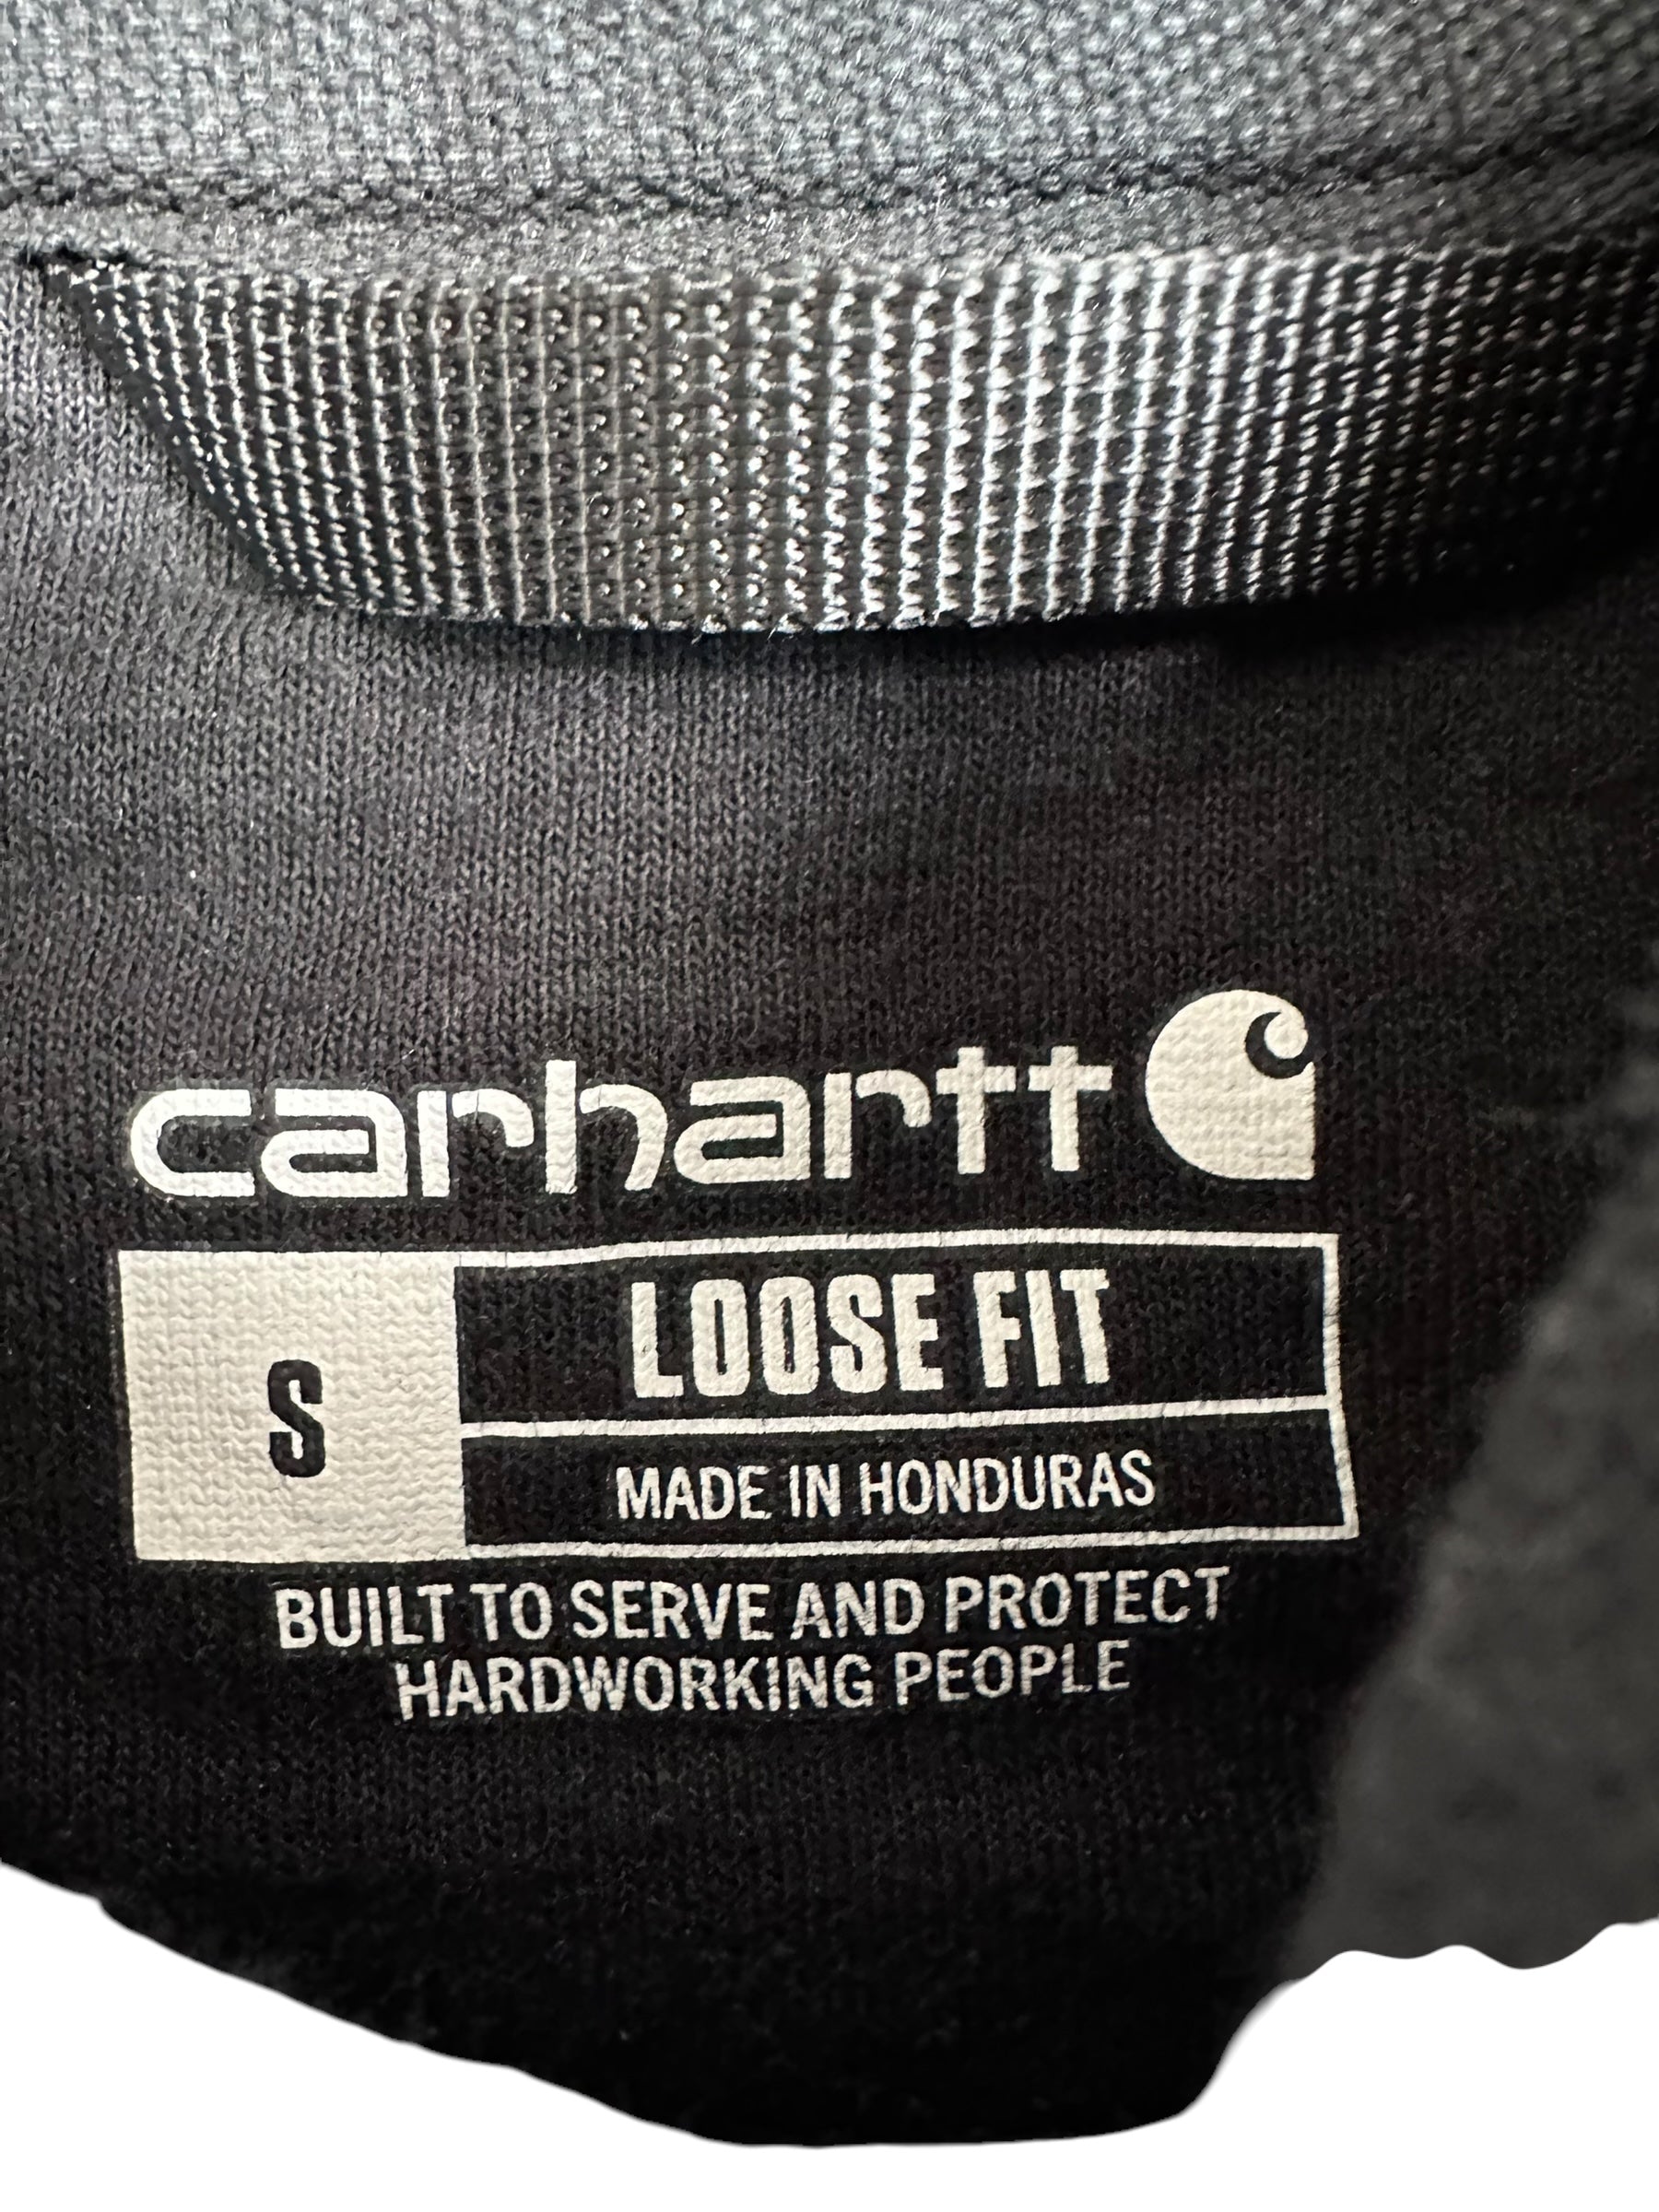 carhartt
S
LOOSE FIT
MADE IN HONDURAS
BUILT TO SERVE AND PROTECT
HARDWORKING PEOPLE